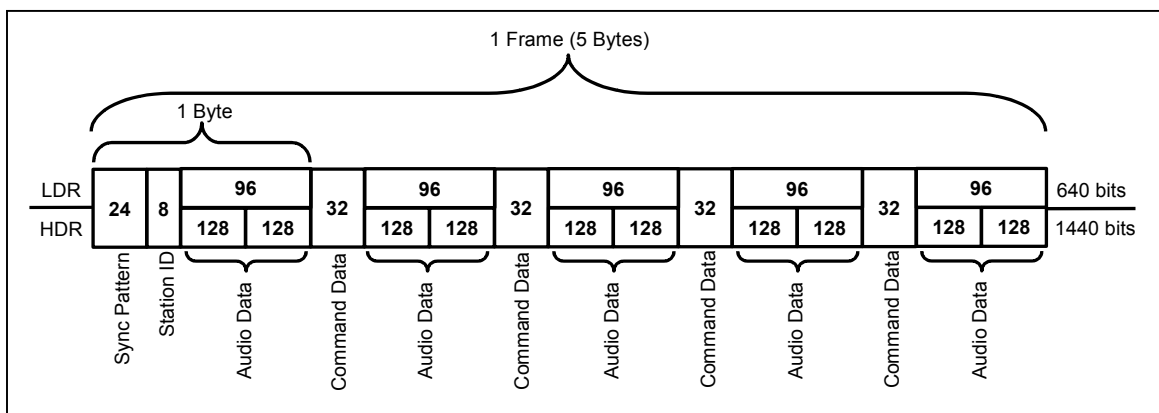 1 Frame (5 Bytes)
1 Byte
LDR
HDR
24
8
96
128 128
32
96
128 128
32
96
128 128
32
96
128 128
32
96
128 128
640 bits
1440 bits
Sync Pattern
Station ID
Audio Data
Command Data
Audio Data
Command Data
Audio Data
Command Data
Audio Data
Command Data
Audio Data